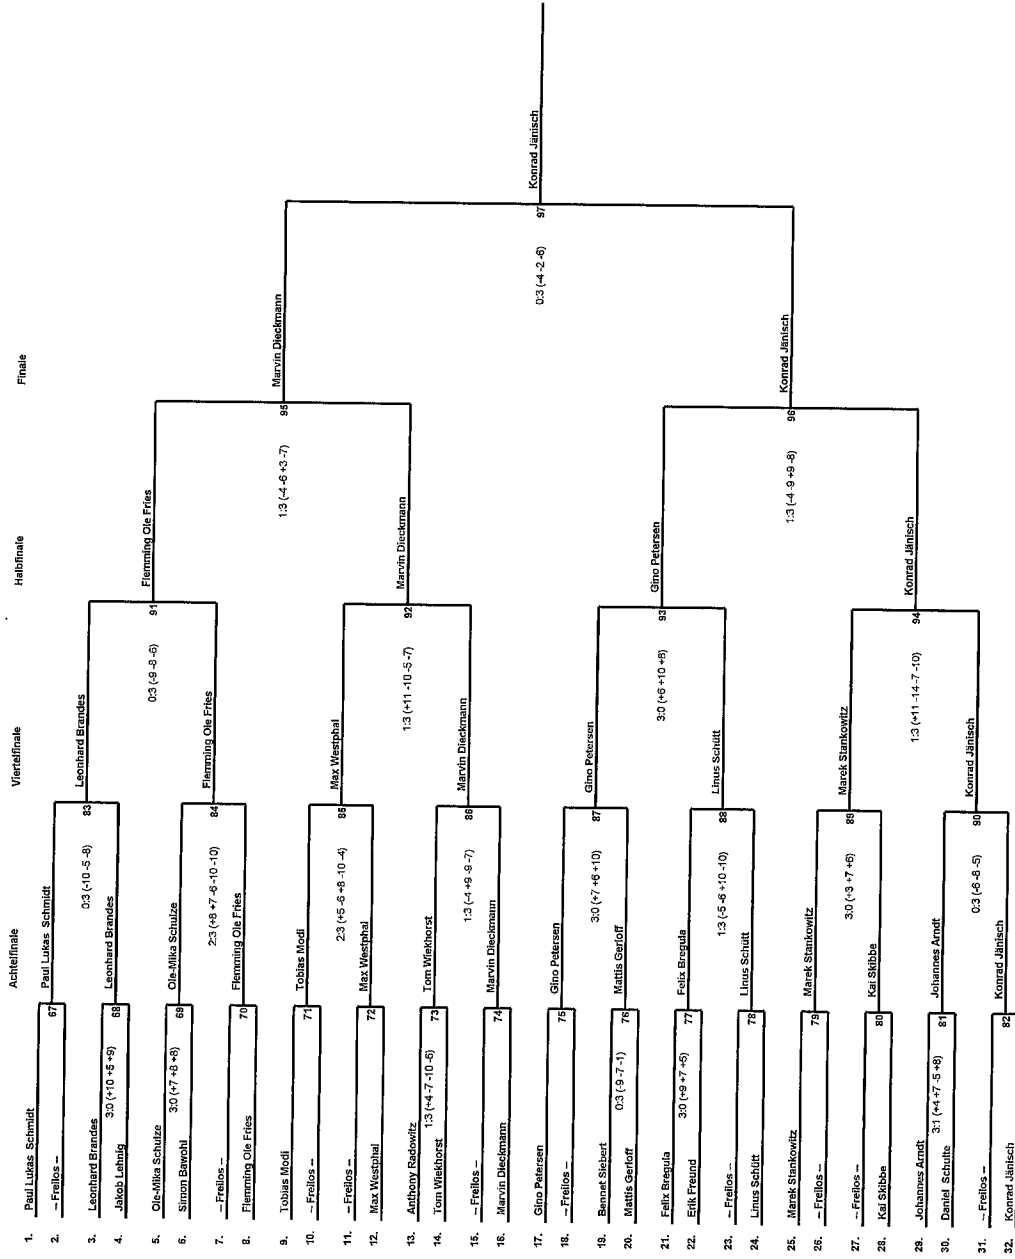 Achtelfinale
Viertelfinale
Halbfinale
Finale
1. Paul Lukas Schmidt
2. -- Freilos --
3. Leonhard Brandes
4. Jakob Lehnig
5. Ole-Mika Schulze
6. Simon Bawohl
7. -- Freilos --
8. Flemming Ole Fries
9. Tobias Modi
10. -- Freilos --
11. -- Freilos --
12. Max Westphal
13. Anthony Radowitz
14. Tom Wiekhorst
15. -- Freilos --
16. Marvin Dieckmann
17. Gino Petersen
18. -- Freilos --
19. Bennet Siebert
20. Mattis Gerloff
21. Felix Bregula
22. Erik Freund
23. -- Freilos --
24. Linus Schütt
25. Marek Stankowitz
26. -- Freilos --
27. -- Freilos --
28. Kai Skibbe
29. Johannes Arndt
30. Daniel Schulte
31. -- Freilos --
32. Konrad Jänisch
67
68
3:0 (+10 +5 +9)
69
3:0 (+7 +8 +8)
70
71
72
73
1:3 (+4 -7 -10 -6)
74
75
76
0:3 (-9 -7 -1)
77
3:0 (+9 +7 +5)
78
79
80
81
3:1 (+4 +7 -5 +8)
82
Paul Lukas Schmidt
83
0:3 (-10 -5 -8)
Leonhard Brandes
Ole-Mika Schulze
84
2:3 (+8 +7 -6 -10 -10)
Flemming Ole Fries
Tobias Modi
85
2:3 (+5 -6 +8 -10 -4)
Max Westphal
Tom Wiekhorst
86
1:3 (-4 +9 -9 -7)
Marvin Dieckmann
Gino Petersen
87
3:0 (+7 +6 +10)
Mattis Gerloff
Felix Bregula
88
1:3 (-5 -6 +10 -10)
Linus Schütt
Marek Stankowitz
89
3:0 (+3 +7 +6)
Kai Skibbe
Johannes Arndt
90
0:3 (-6 -8 -5)
Konrad Jänisch
Leonhard Brandes
91
0:3 (-9 -8 -6)
Flemming Ole Fries
Max Westphal
92
1:3 (+11 -10 -5 -7)
Marvin Dieckmann
Gino Petersen
93
3:0 (+6 +10 +8)
Linus Schütt
Marek Stankowitz
94
1:3 (+11 -14 -7 -10)
Konrad Jänisch
Flemming Ole Fries
95
1:3 (-4 -6 +3 -7)
Marvin Dieckmann
Gino Petersen
96
1:3 (-4 -9 +9 -8)
Konrad Jänisch
Marvin Dieckmann
97
0:3 (-4 -2 -6)
Konrad Jänisch
Konrad Jänisch